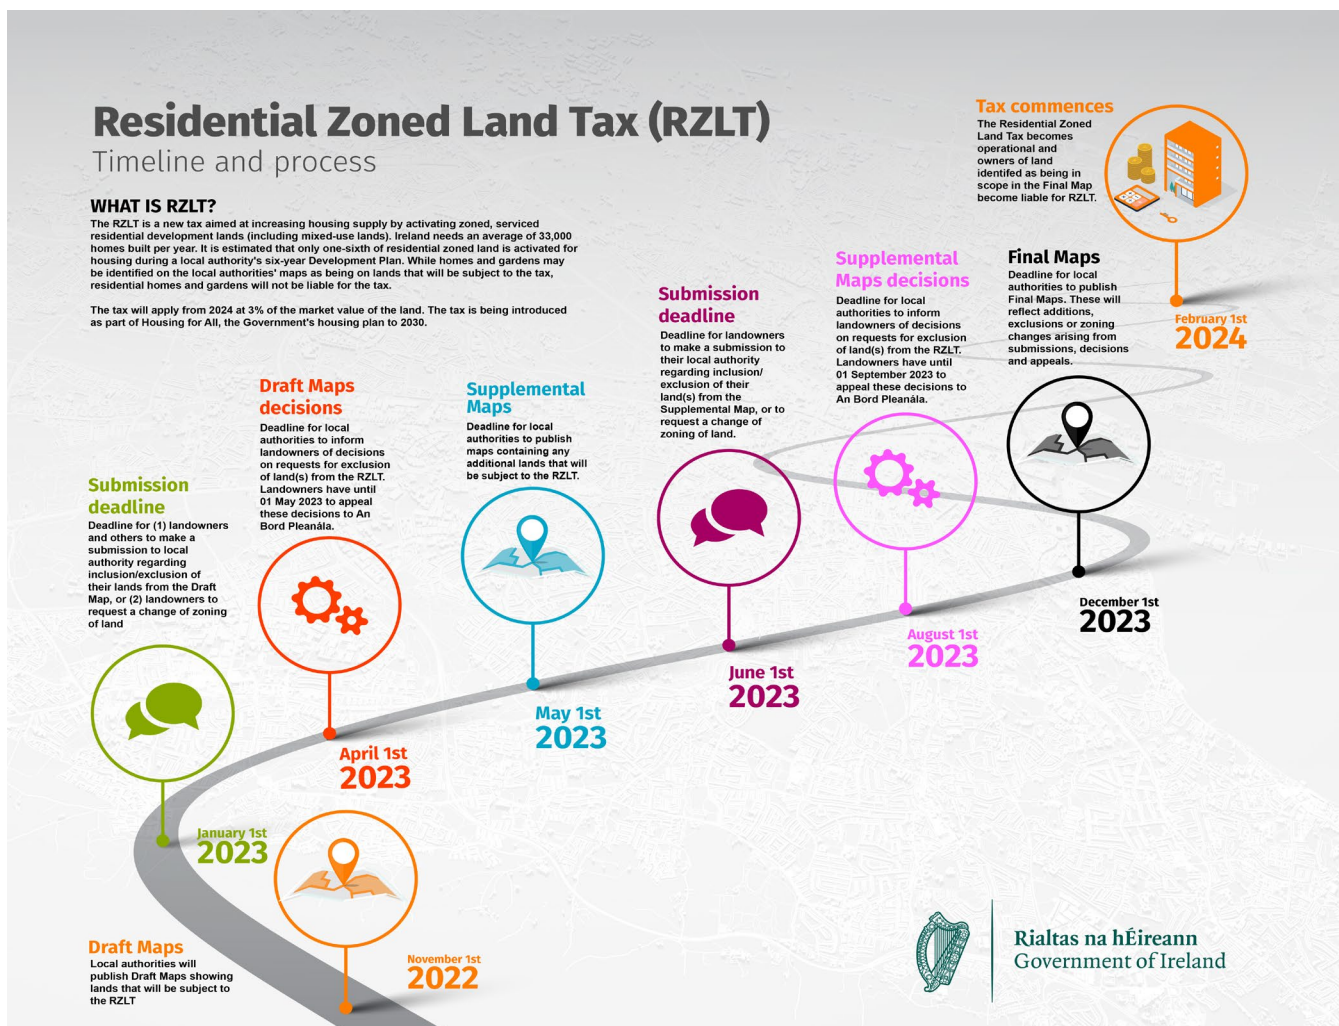 Residential Zoned Land Tax (RZLT)
Timeline and process
WHAT IS RZLT?
The RZLT is a new tax aimed at increasing housing supply by activating zoned, serviced
residential development lands (including mixed-use lands). Ireland needs an average of 33,000
homes built per year. It is estimated that only one-sixth of residential zoned land is activated for
housing during a local authority's six-year Development Plan. While homes and gardens may
be identified on the local authorities' maps as being on lands that will be subject to the tax,
residential homes and gardens will not be liable for the tax.
The tax will apply from 2024 at 3% of the market value of the land. The tax is being introduced
as part of Housing for All, the Government's housing plan to 2030.
Draft Maps
Local authorities will
publish Draft Maps showing
lands that will be subject to
the RZLT
November 1st
2022
Submission
deadline
Deadline for (1) landowners
and others to make a
submission to local
authority regarding
inclusion/exclusion of
their lands from the Draft
Map, or (2) landowners to
request a change of zoning
of land
January 1st
2023
Draft Maps
decisions
Deadline for local
authorities to inform
landowners of decisions
on requests for exclusion
of land(s) from the RZLT.
Landowners have until
01 May 2023 to appeal
these decisions to An
Bord Pleanála.
April 1st
2023
Supplemental
Maps
Deadline for local
authorities to publish
maps containing any
additional lands that will
be subject to the RZLT.
May 1st
2023
Submission
deadline
Deadline for landowners
to make a submission to
their local authority
regarding inclusion/
exclusion of their
land(s) from the
Supplemental Map, or to
request a change of
zoning of land.
June 1st
2023
Supplemental
Maps decisions
Deadline for local
authorities to inform
landowners of decisions
on requests for exclusion
of land(s) from the RZLT.
Landowners have until
01 September 2023 to
appeal these decisions to
An Bord Pleanála.
August 1st
2023
Final Maps
Deadline for local
authorities to publish
Final Maps. These will
reflect additions,
exclusions or zoning
changes arising from
submissions, decisions
and appeals.
December 1st
2023
Tax commences
The Residential Zoned
Land Tax becomes
operational and
owners of land
identifed as being in
scope in the Final Map
become liable for RZLT.
February 1st
2024
Rialtas na hÉireann
Government of Ireland